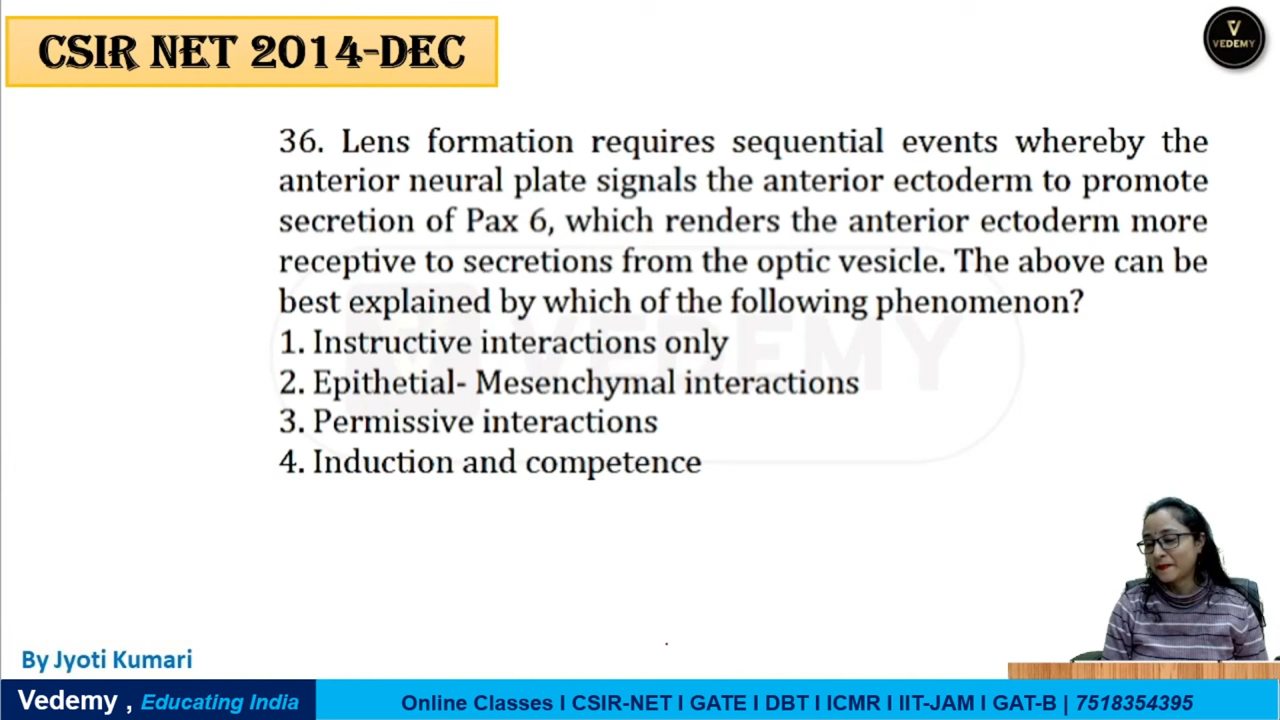 CSIR NET 2014-DEC
VEDEMY
36. Lens formation requires sequential events whereby the
anterior neural plate signals the anterior ectoderm to promote
secretion of Pax 6, which renders the anterior ectoderm more
receptive to secretions from the optic vesicle. The above can be
best explained by which of the following phenomenon?
1. Instructive interactions only
2. Epithetial- Mesenchymal interactions
3. Permissive interactions
4. Induction and competence
VEDEMY
By Jyoti Kumari
Vedemy , Educating India
Online Classes I CSIR-NET I GATE I DBT I ICMR I IIT-JAM I GAT-B | 7518354395